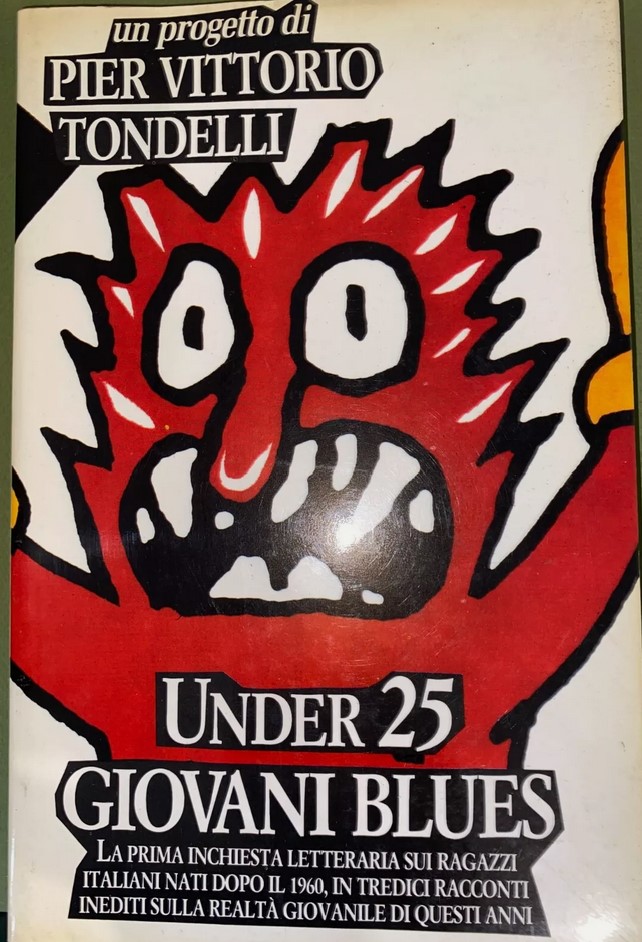 un progetto di
PIER VITTORIO
TONDELLI
UNDER 25
GIOVANI BLUES
LA PRIMA INCHIESTA LETTERARIA SUI RAGAZZI
ITALIANI NATI DOPO IL 1960, IN TREDICI RACCONTI
INEDITI SULLA REALTÀ GIOVANILE DI QUESTI ANNI